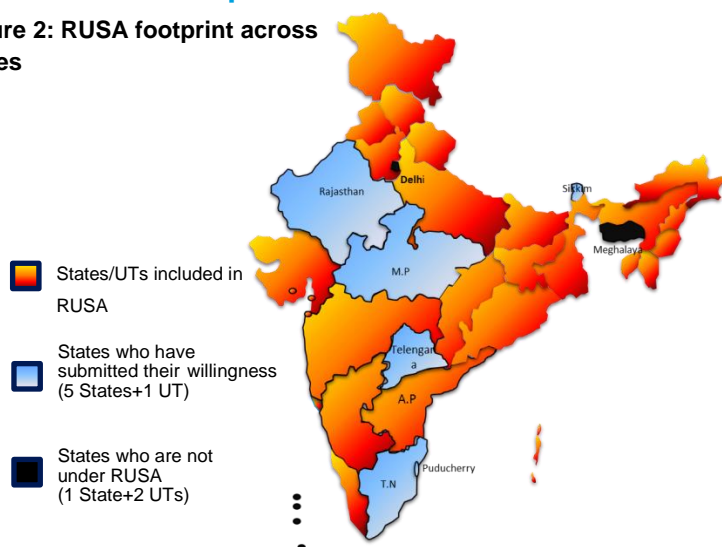 ure 2: RUSA footprint across
es
Delhi
Rajasthan
Sikkim
Meghalaya
M.P
Telengan
a
A.P
Puducherry
T.N
States/UTs included in
RUSA
States who have
submitted their willingness
(5 States+1 UT)
States who are not
under RUSA
(1 State+2 UTs)